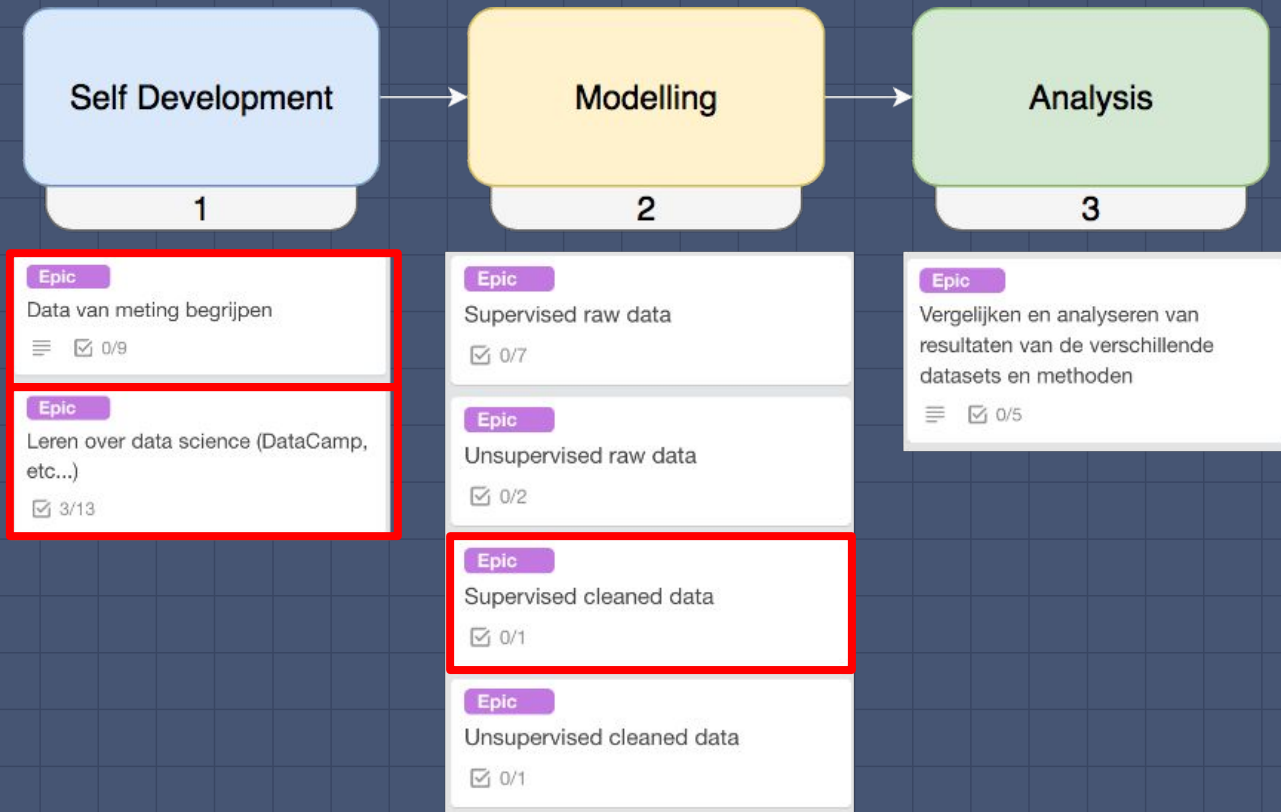 Self Development
1
Epic
Data van meting begrijpen
0/9
Epic
Leren over data science (DataCamp,
etc...)
3/13
Modelling
2
Epic
Supervised raw data
0/7
Epic
Unsupervised raw data
0/2
Epic
Supervised cleaned data
0/1
Epic
Unsupervised cleaned data
0/1
Analysis
3
Epic
Vergelijken en analyseren van
resultaten van de verschillende
datasets en methoden
0/5